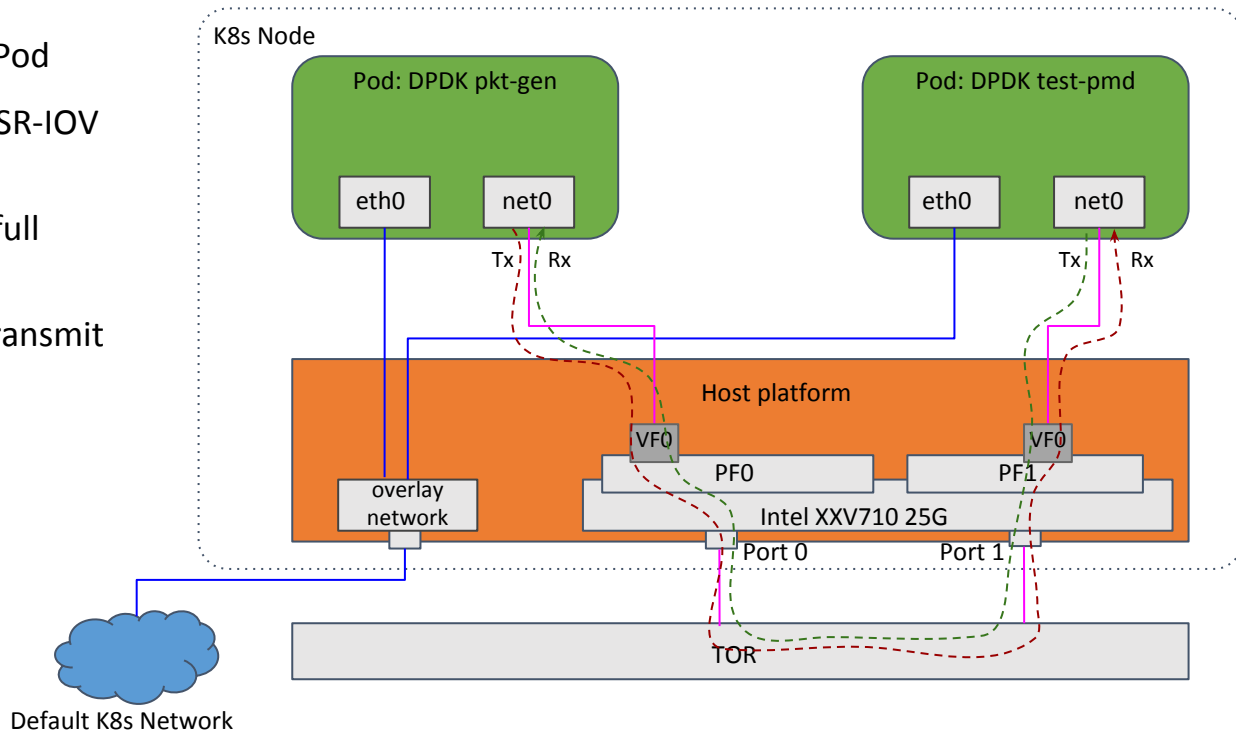 Pod
SR-IOV
full
ransmit
K8s Node
Pod: DPDK pkt-gen
Pod: DPDK test-pmd
eth0
net0
eth0
net0
Tx
Rx
Tx
Rx
Host platform
VF0
VF0
PF0
PF1
overlay
network
Intel XXV710 25G
Port 0
Port 1
TOR
Default K8s Network